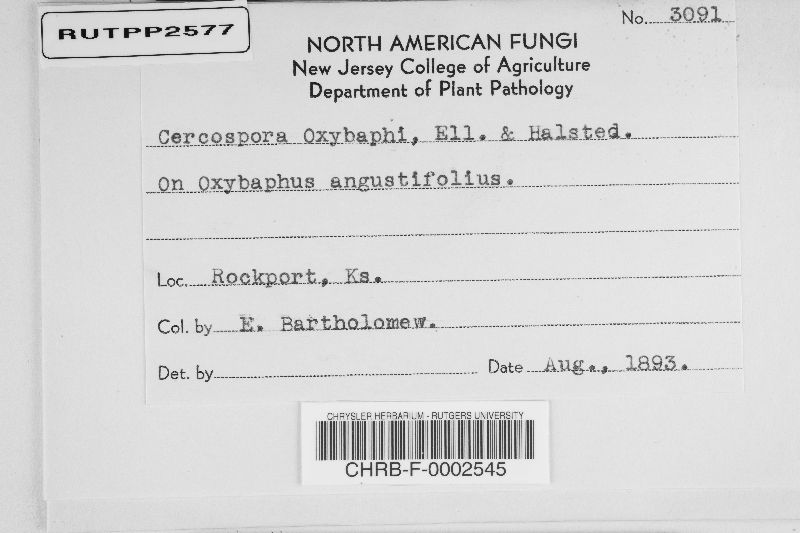 RUTPP2577
No. 3091
NORTH AMERICAN FUNGI
New Jersey College of Agriculture
Department of Plant Pathology
Cercospora Oxybaphi, Ell. & Halsted.
On Oxybaphus angustifolius.
Loc. Rockport, Ks.
Col. by E. Bartholomew.
Det. by
Date Aug., 1893.
CHRYSLER HERBARIUM - RUTGERS UNIVERSITY
CHRB-F-0002545